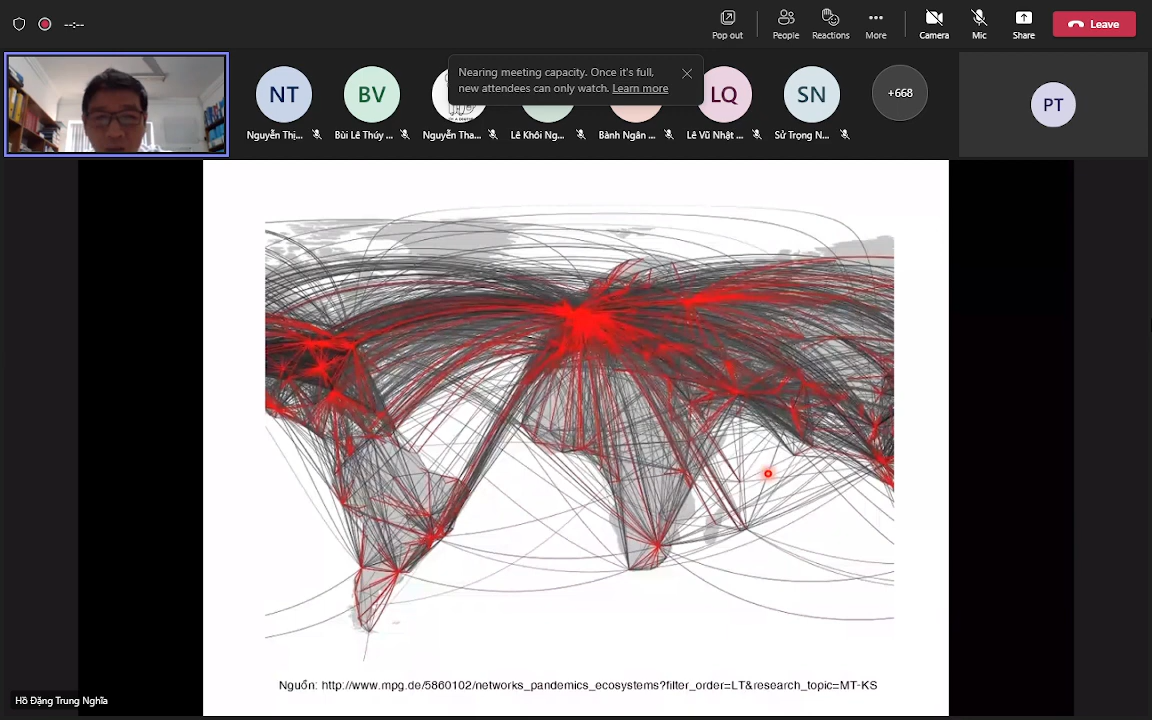 --:--
Pop out
People
Reactions
More
Camera
Mic
Share
Leave
Nearing meeting capacity. Once it's full,
new attendees can only watch. Learn more
NT
BV
LQ
SN
+668
PT
Nguyễn Thị...
Bùi Lê Thúy ...
Nguyễn Tha...
Lê Khôi Ng...
Bành Ngân ...
Lê Vũ Nhật ...
Sử Trọng N...
Nguồn: http://www.mpg.de/5860102/networks_pandemics_ecosystems?filter_order=LT&research_topic=MT-KS
Hồ Đặng Trung Nghĩa